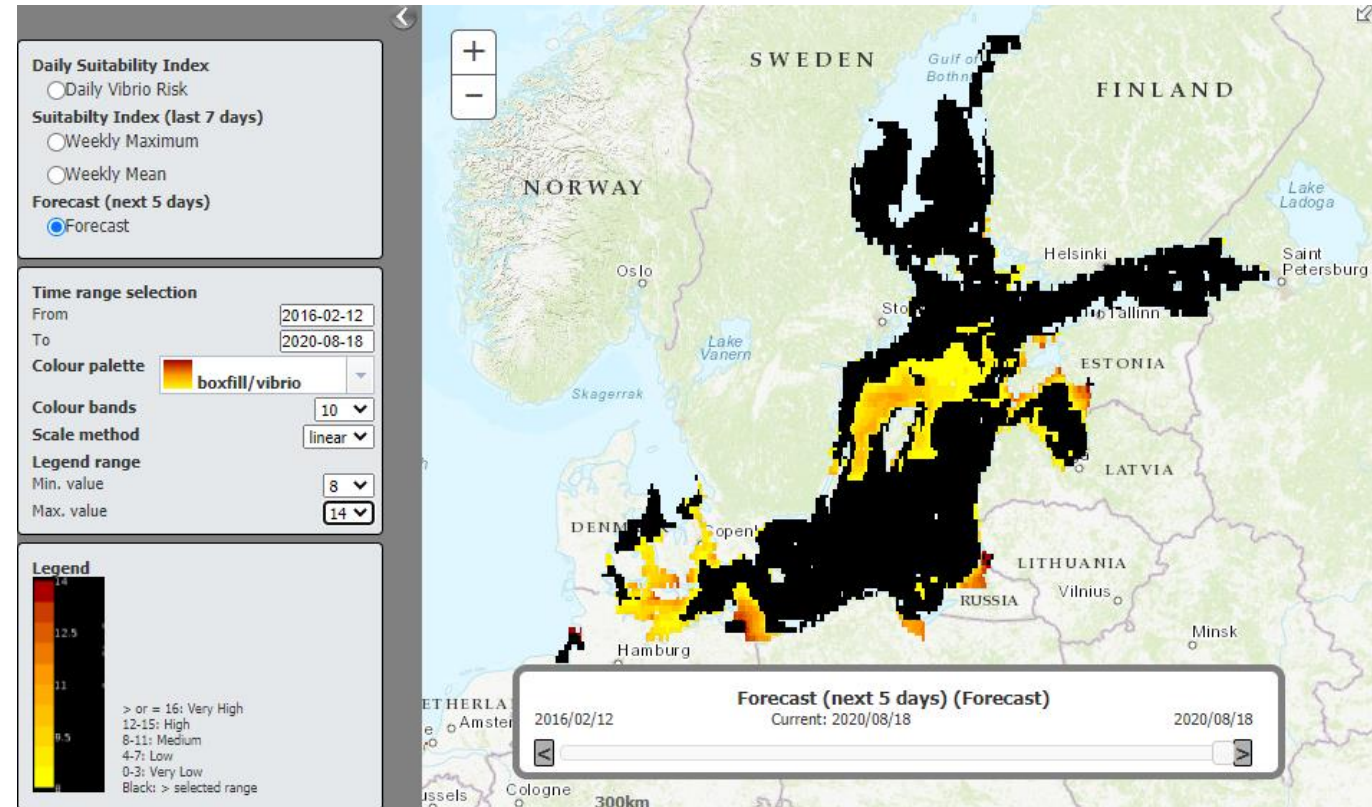 Daily Suitability Index
Daily Vibrio Risk
Suitabilty Index (last 7 days)
Weekly Maximum
Weekly Mean
Forecast (next 5 days)
Forecast
Time range selection
From 2016-02-12
To 2020-08-18
Colour palette boxfill/vibrio
Colour bands 10
Scale method linear
Legend range
Min. value 8
Max. value 14
Legend
14
12.5
11
9.5
8
> or = 16: Very High
12-15: High
8-11: Medium
4-7: Low
0-3: Very Low
Black: > selected range
+
−
SWEDEN
Gulf of
Bothn
FINLAND
NORWAY
Lake
Ladoga
Oslo
Helsinki
Saint
Petersburg
Sto
Tallinn
Lake
Vanern
ESTONIA
Skagerrak
LATVIA
DENM
Copen
LITHUANIA
RUSSIA
Vilnius
Minsk
Hamburg
ETHERLA
Amster
Forecast (next 5 days) (Forecast)
2016/02/12 Current: 2020/08/18 2020/08/18
< >
ussels
Cologne
300km